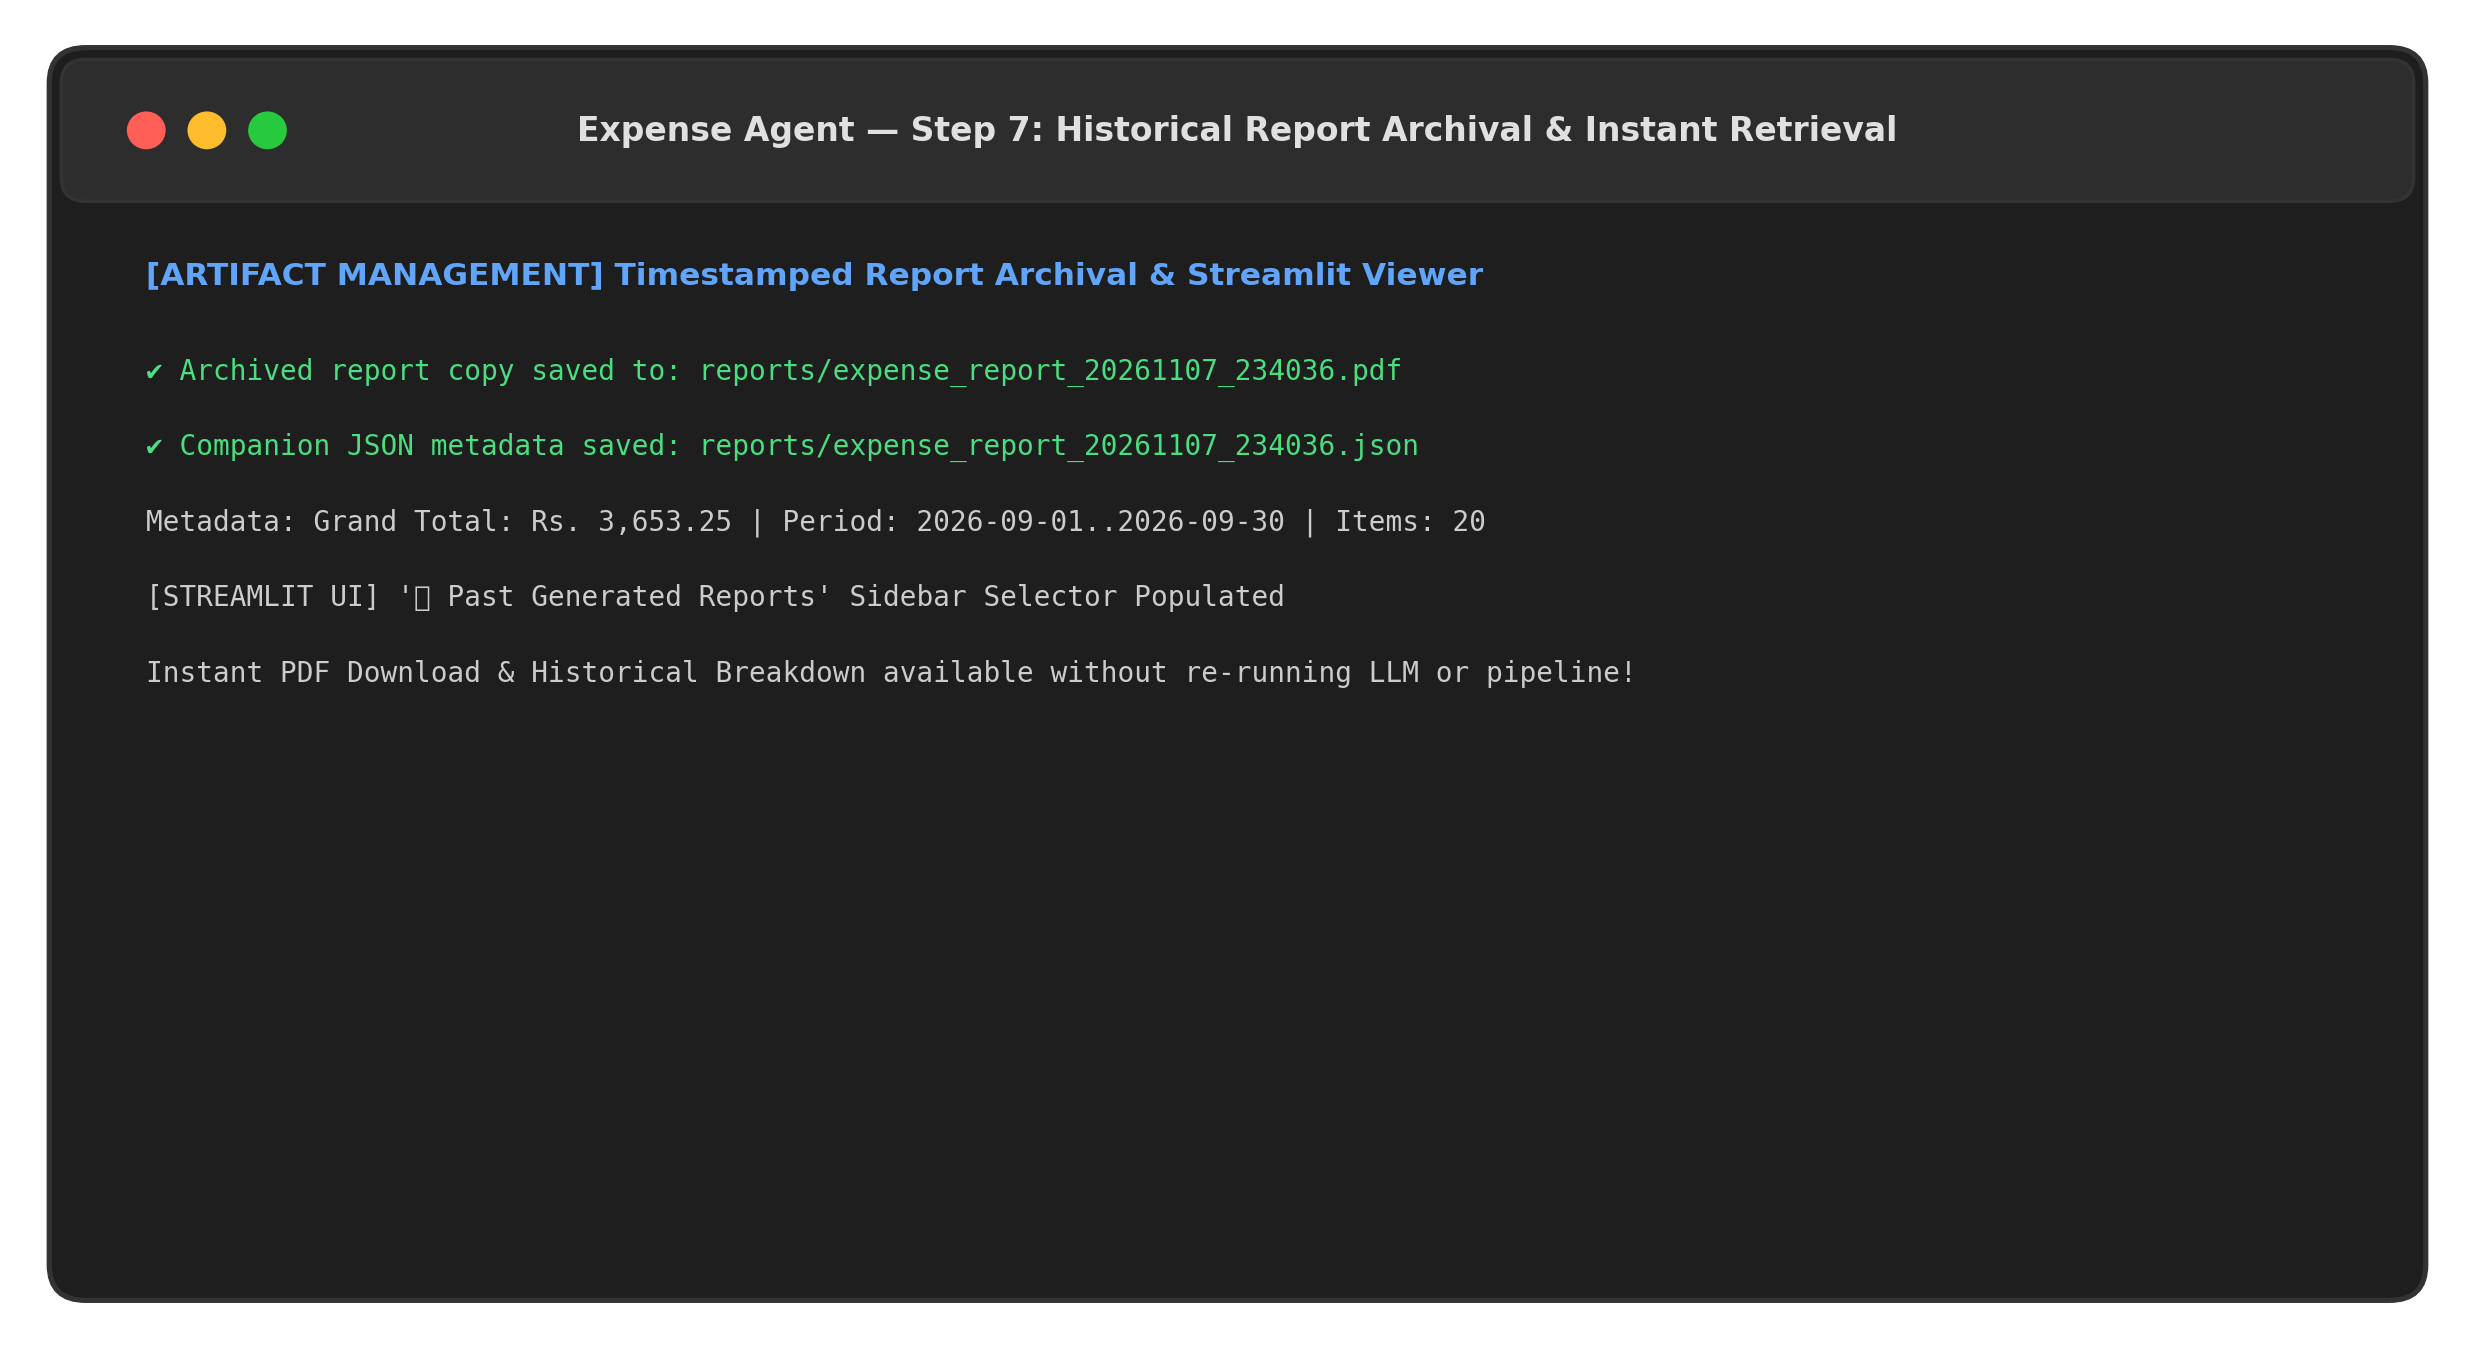 Expense Agent — Step 7: Historical Report Archival & Instant Retrieval
[ARTIFACT MANAGEMENT] Timestamped Report Archival & Streamlit Viewer
✔ Archived report copy saved to: reports/expense_report_20261107_234036.pdf
✔ Companion JSON metadata saved: reports/expense_report_20261107_234036.json
Metadata: Grand Total: Rs. 3,653.25 | Period: 2026-09-01..2026-09-30 | Items: 20
[STREAMLIT UI] '▯ Past Generated Reports' Sidebar Selector Populated
Instant PDF Download & Historical Breakdown available without re-running LLM or pipeline!